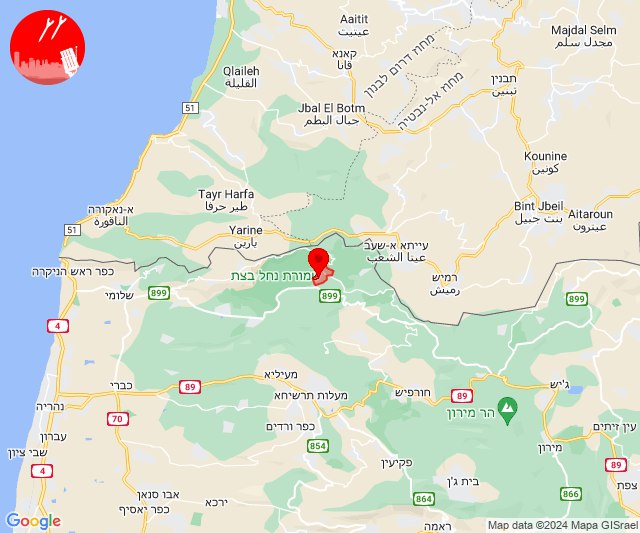 Aaitit
עינית
Majdal Selm
مجدل سلم
מחוז דרום לבנון
קאנא
قانا
Qlaileh
القليلة
מחוז אל-נבטיה
תבנין
تبنين
Jbal El Botm
جبال البطم
51
Kounine
كونين
Tayr Harfa
طير حرفا
א-נאקורה
الناقورة
Bint Jbeil
بنت جبيل
Aitaroun
عيترون
51
Yarine
يارين
עייתא א-שעב
عيتا الشعب
כפר ראש הניקרה
שמורת נחל בצת
רמיש
رميش
שלומי
899
899
899
4
מעיליא
כברי
89
חורפיש
89
ג'יש
נהריה
מעלות תרשיחא
הר מירון
70
כפר ורדים
עין זיתים
עברון
854
מירון
שבי ציון
פקיעין
89
4
בית ג'ן
צפת
אבו סנאן
ירכא
864
866
כפר יאסיף
ראמה
Google
Map data ©2024 Mapa GISrael